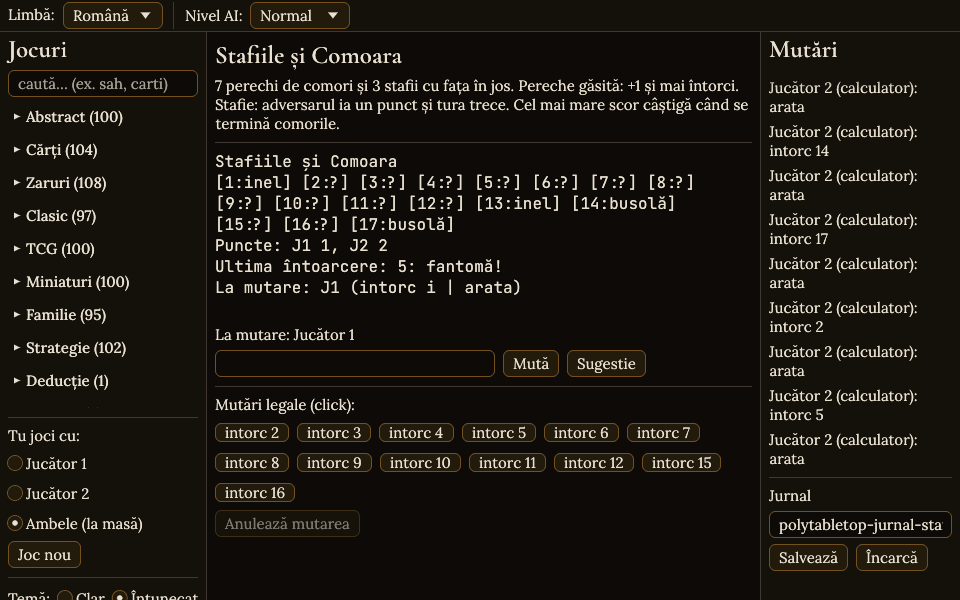 Limbă: Română ▼ Nivel AI: Normal ▼
Jocuri
caută... (ex. sah, carti)
▸ Abstract (100)
▸ Cărți (104)
▸ Zaruri (108)
▸ Clasic (97)
▸ TCG (100)
▸ Miniaturi (100)
▸ Familie (95)
▸ Strategie (102)
▸ Deducție (1)
Tu joci cu:
Jucător 1
Jucător 2
Ambele (la masă)
Joc nou
Temă: Clar Întunecat
Stafiile și Comoara
7 perechi de comori și 3 stafii cu fața în jos. Pereche găsită: +1 și mai întorci.
Stafie: adversarul ia un punct și tura trece. Cel mai mare scor câștigă când se
termină comorile.
Stafiile și Comoara
[1:inel] [2:?] [3:?] [4:?] [5:?] [6:?] [7:?] [8:?]
[9:?] [10:?] [11:?] [12:?] [13:inel] [14:busolă]
[15:?] [16:?] [17:busolă]
Puncte: J1 1, J2 2
Ultima întoarcere: 5: fantomă!
La mutare: J1 (intorc i | arata)
La mutare: Jucător 1
Mută Sugestie
Mutări legale (click):
intorc 2 intorc 3 intorc 4 intorc 5 intorc 6 intorc 7
intorc 8 intorc 9 intorc 10 intorc 11 intorc 12 intorc 15
intorc 16
Anulează mutarea
Mutări
Jucător 2 (calculator):
arata
Jucător 2 (calculator):
intorc 14
Jucător 2 (calculator):
arata
Jucător 2 (calculator):
intorc 17
Jucător 2 (calculator):
arata
Jucător 2 (calculator):
intorc 2
Jucător 2 (calculator):
arata
Jucător 2 (calculator):
intorc 5
Jucător 2 (calculator):
arata
Jurnal
polytabletop-jurnal-sta
Salvează Încarcă